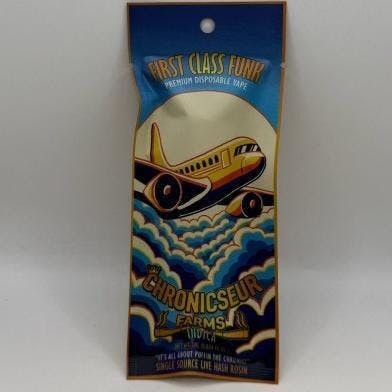 FIRST CLASS FUNK
PREMIUM DISPOSABLE VAPE
CHRONICSEUR
FARMS
INDICA
"IT'S ALL ABOUT PUFFIN THE CHRONIC"
SINGLE SOURCE LIVE HASH ROSIN